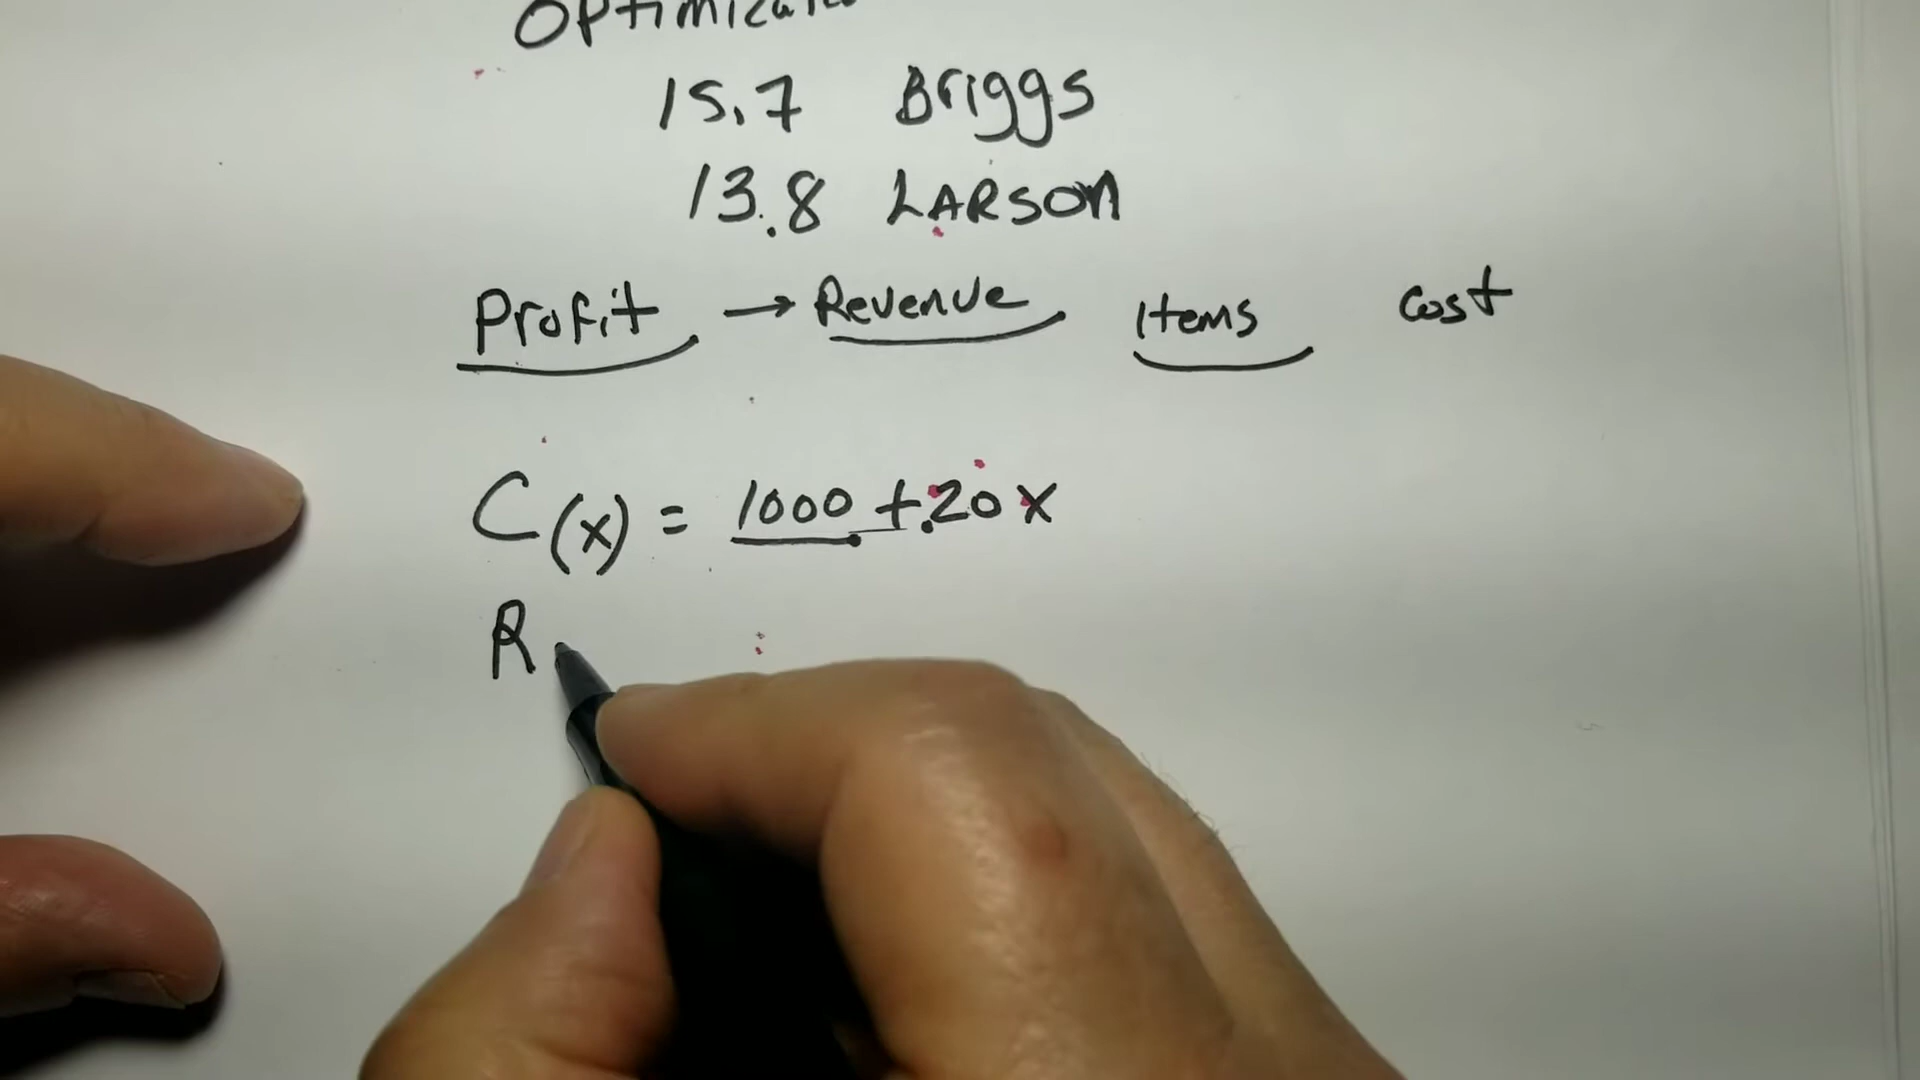 15.7 Briggs
13.8 LARSON
Profit → Revenue Items Cost
C(x) = 1000 + .20x
R